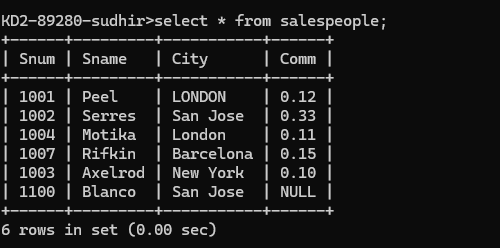 KD2-89280-sudhir>select * from salespeople;
+------+---------+-----------+------+
| Snum | Sname   | City      | Comm |
+------+---------+-----------+------+
| 1001 | Peel    | LONDON    | 0.12 |
| 1002 | Serres  | San Jose  | 0.33 |
| 1004 | Motika  | London    | 0.11 |
| 1007 | Rifkin  | Barcelona | 0.15 |
| 1003 | Axelrod | New York  | 0.10 |
| 1100 | Blanco  | San Jose  | NULL |
+------+---------+-----------+------+
6 rows in set (0.00 sec)